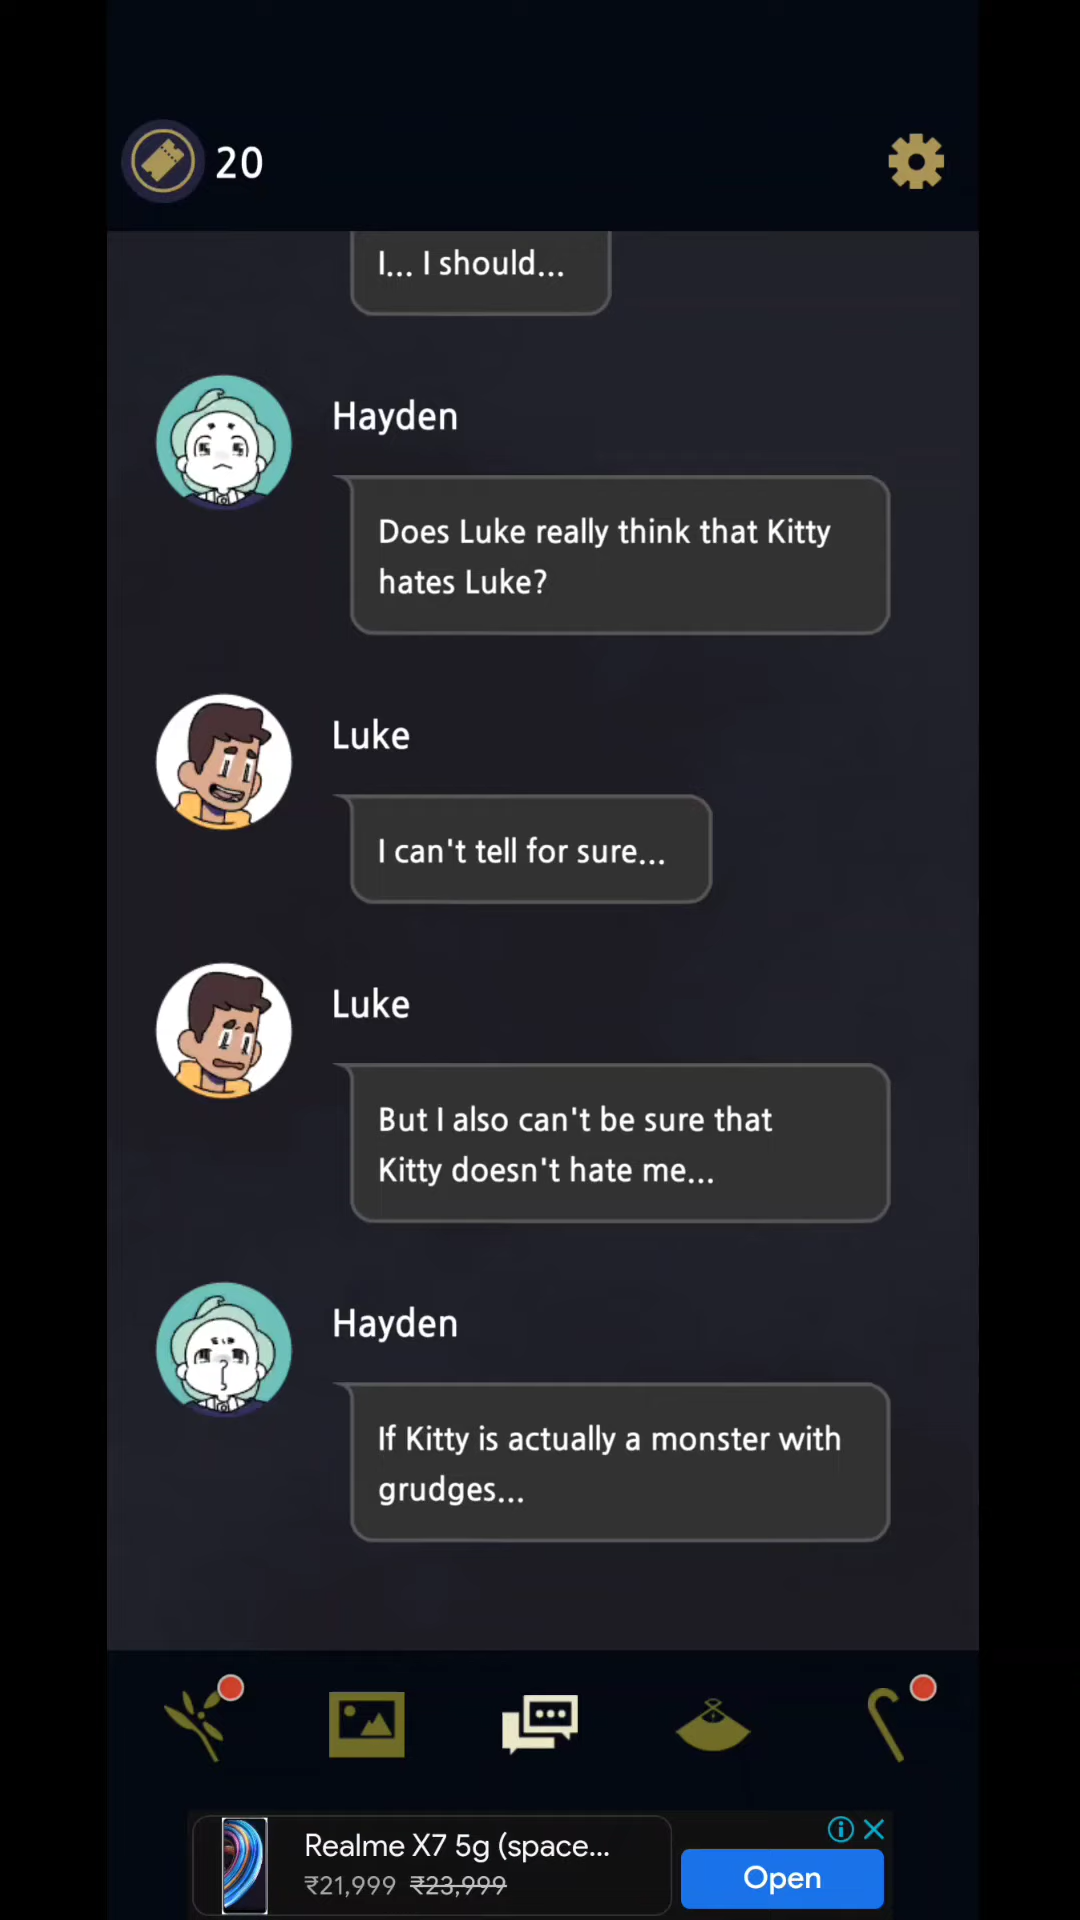 20
I... I should...
Hayden
Does Luke really think that Kitty
hates Luke?
Luke
I can't tell for sure...
Luke
But I also can't be sure that
Kitty doesn't hate me...
Hayden
If Kitty is actually a monster with
grudges...
Realme X7 5g (space...
₹21,999 ₹23,999
Open